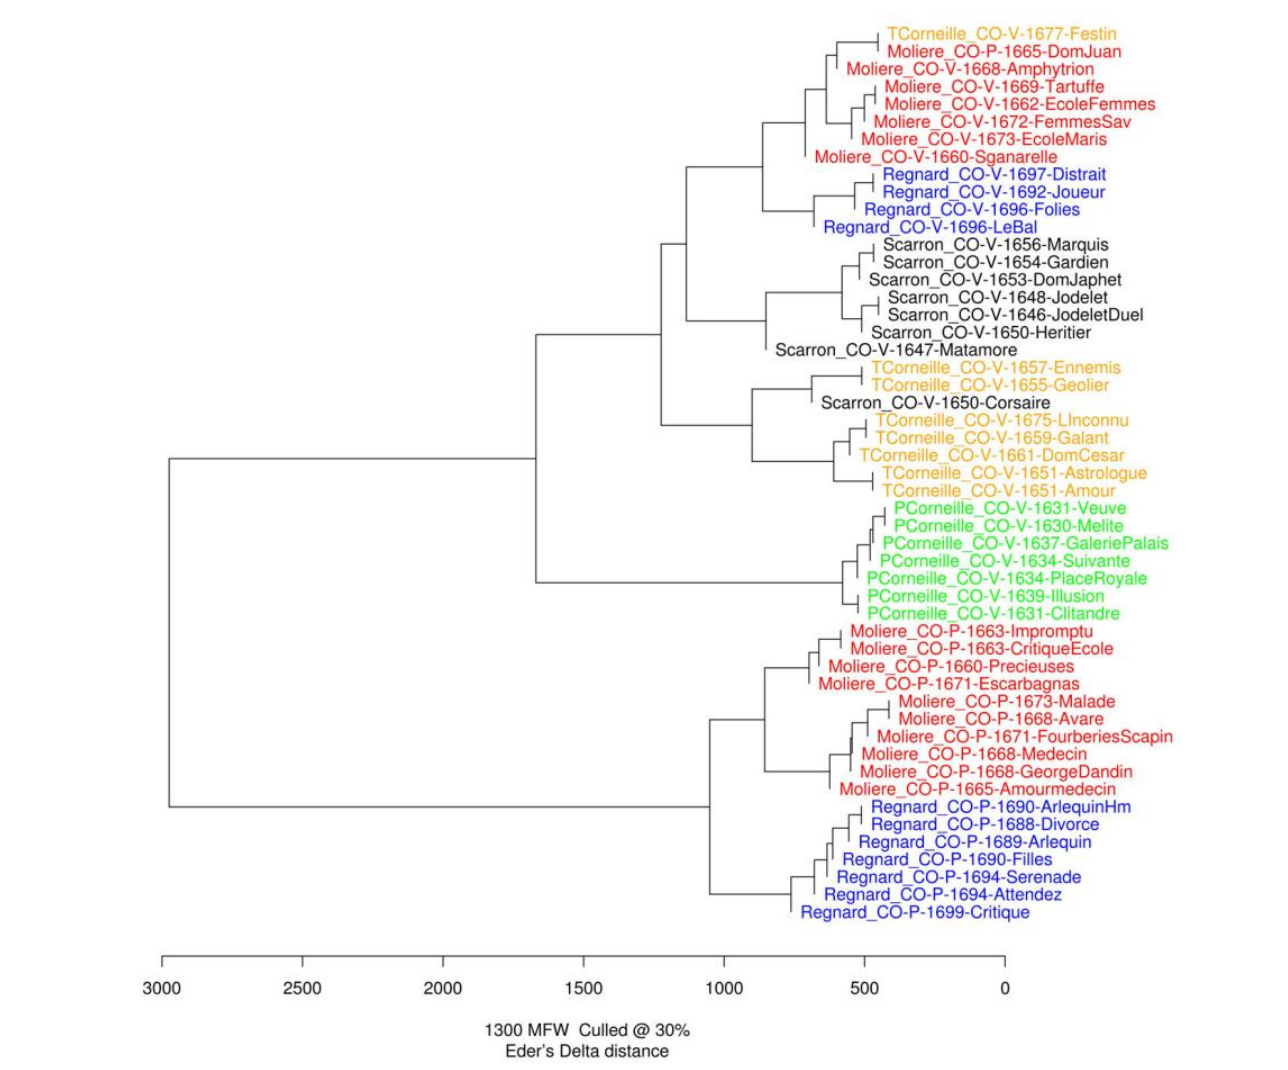 TCorneille_CO-V-1677-Festin
Moliere_CO-P-1665-DomJuan
Moliere_CO-V-1668-Amphytrion
Moliere_CO-V-1669-Tartuffe
Moliere_CO-V-1662-EcoleFemmes
Moliere_CO-V-1672-FemmesSav
Moliere_CO-V-1673-EcoleMaris
Moliere_CO-V-1660-Sganarelle
Regnard_CO-V-1697-Distrait
Regnard_CO-V-1692-Joueur
Regnard_CO-V-1696-Folies
Regnard_CO-V-1696-LeBal
Scarron_CO-V-1656-Marquis
Scarron_CO-V-1654-Gardien
Scarron_CO-V-1653-DomJaphet
Scarron_CO-V-1648-Jodelet
Scarron_CO-V-1646-JodeletDuel
Scarron_CO-V-1650-Heritier
Scarron_CO-V-1647-Matamore
TCorneille_CO-V-1657-Ennemis
TCorneille_CO-V-1655-Geolier
Scarron_CO-V-1650-Corsaire
TCorneille_CO-V-1675-LInconnu
TCorneille_CO-V-1659-Galant
TCorneille_CO-V-1661-DomCesar
TCorneille_CO-V-1651-Astrologue
TCorneille_CO-V-1651-Amour
PCorneille_CO-V-1631-Veuve
PCorneille_CO-V-1630-Melite
PCorneille_CO-V-1637-GaleriePalais
PCorneille_CO-V-1634-Suivante
PCorneille_CO-V-1634-PlaceRoyale
PCorneille_CO-V-1639-Illusion
PCorneille_CO-V-1631-Clitandre
Moliere_CO-P-1663-Impromptu
Moliere_CO-P-1663-CritiqueEcole
Moliere_CO-P-1660-Precieuses
Moliere_CO-P-1671-Escarbagnas
Moliere_CO-P-1673-Malade
Moliere_CO-P-1668-Avare
Moliere_CO-P-1671-FourberiesScapin
Moliere_CO-P-1668-Medecin
Moliere_CO-P-1668-GeorgeDandin
Moliere_CO-P-1665-Amourmedecin
Regnard_CO-P-1690-ArlequinHm
Regnard_CO-P-1688-Divorce
Regnard_CO-P-1689-Arlequin
Regnard_CO-P-1690-Filles
Regnard_CO-P-1694-Serenade
Regnard_CO-P-1694-Attendez
Regnard_CO-P-1699-Critique
3000 2500 2000 1500 1000 500 0
1300 MFW Culled @ 30%
Eder's Delta distance